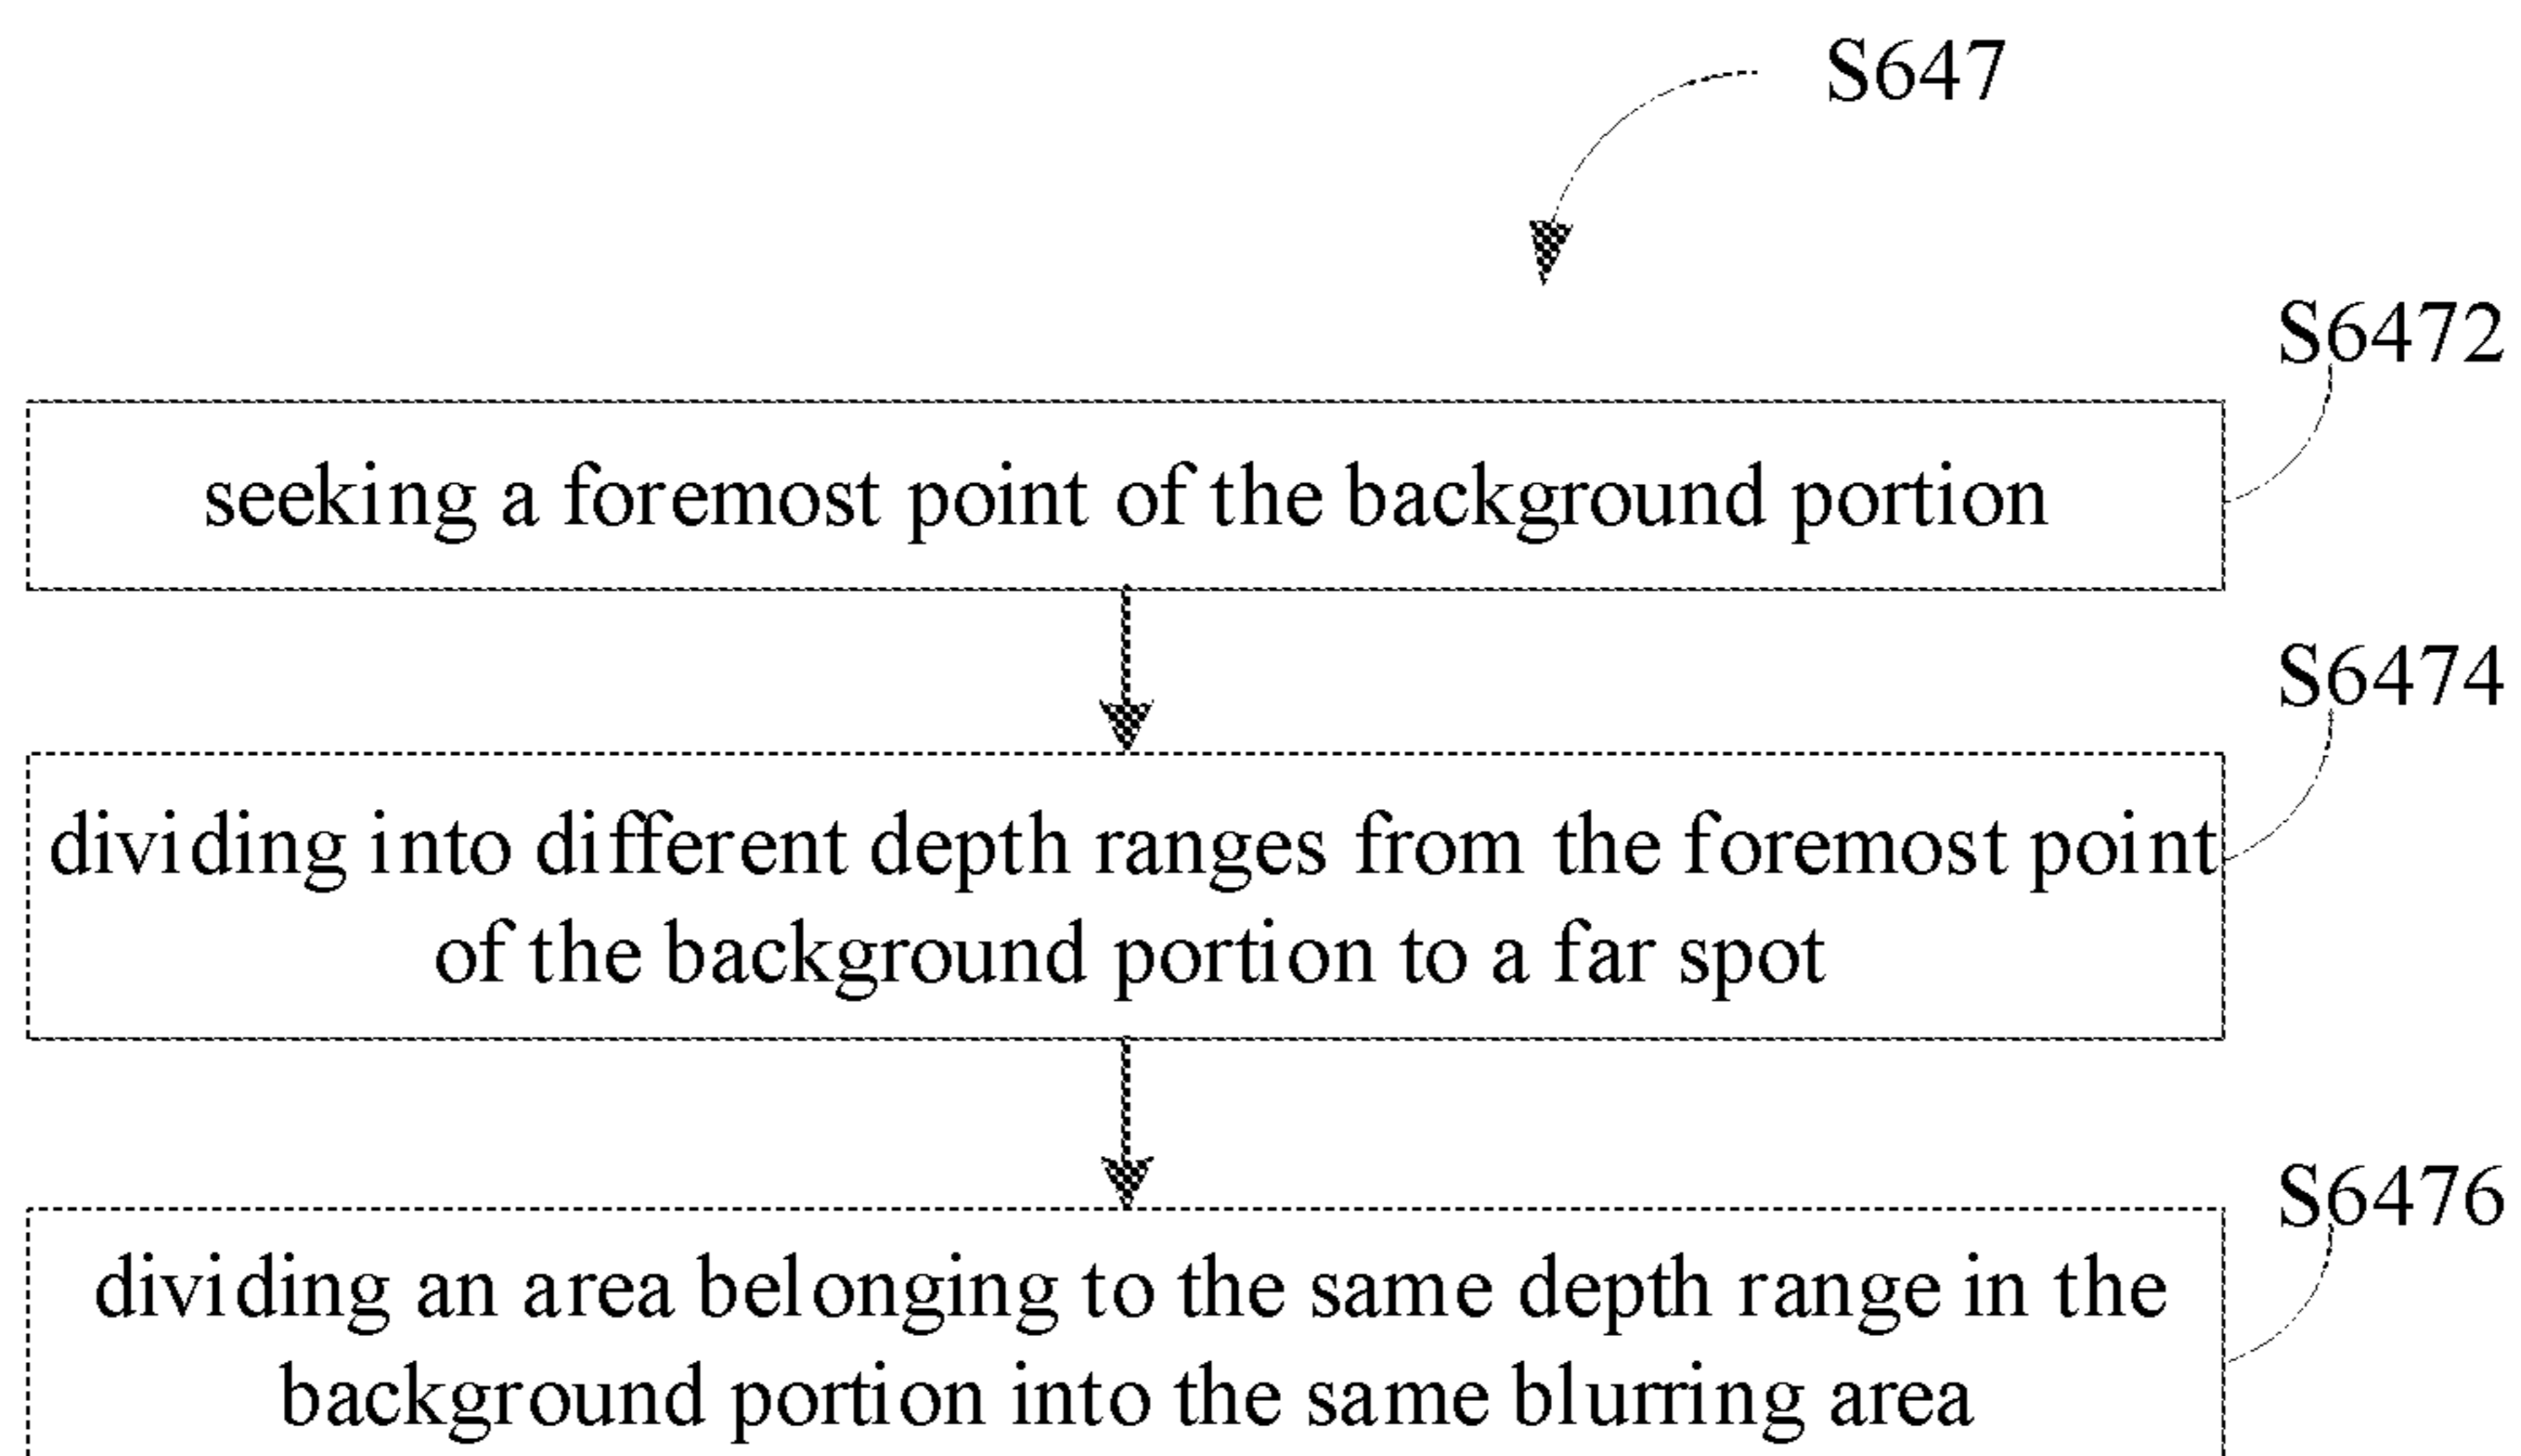 S647
S6472
seeking a foremost point of the background portion
S6474
dividing into different depth ranges from the foremost point
of the background portion to a far spot
S6476
dividing an area belonging to the same depth range in the
background portion into the same blurring area